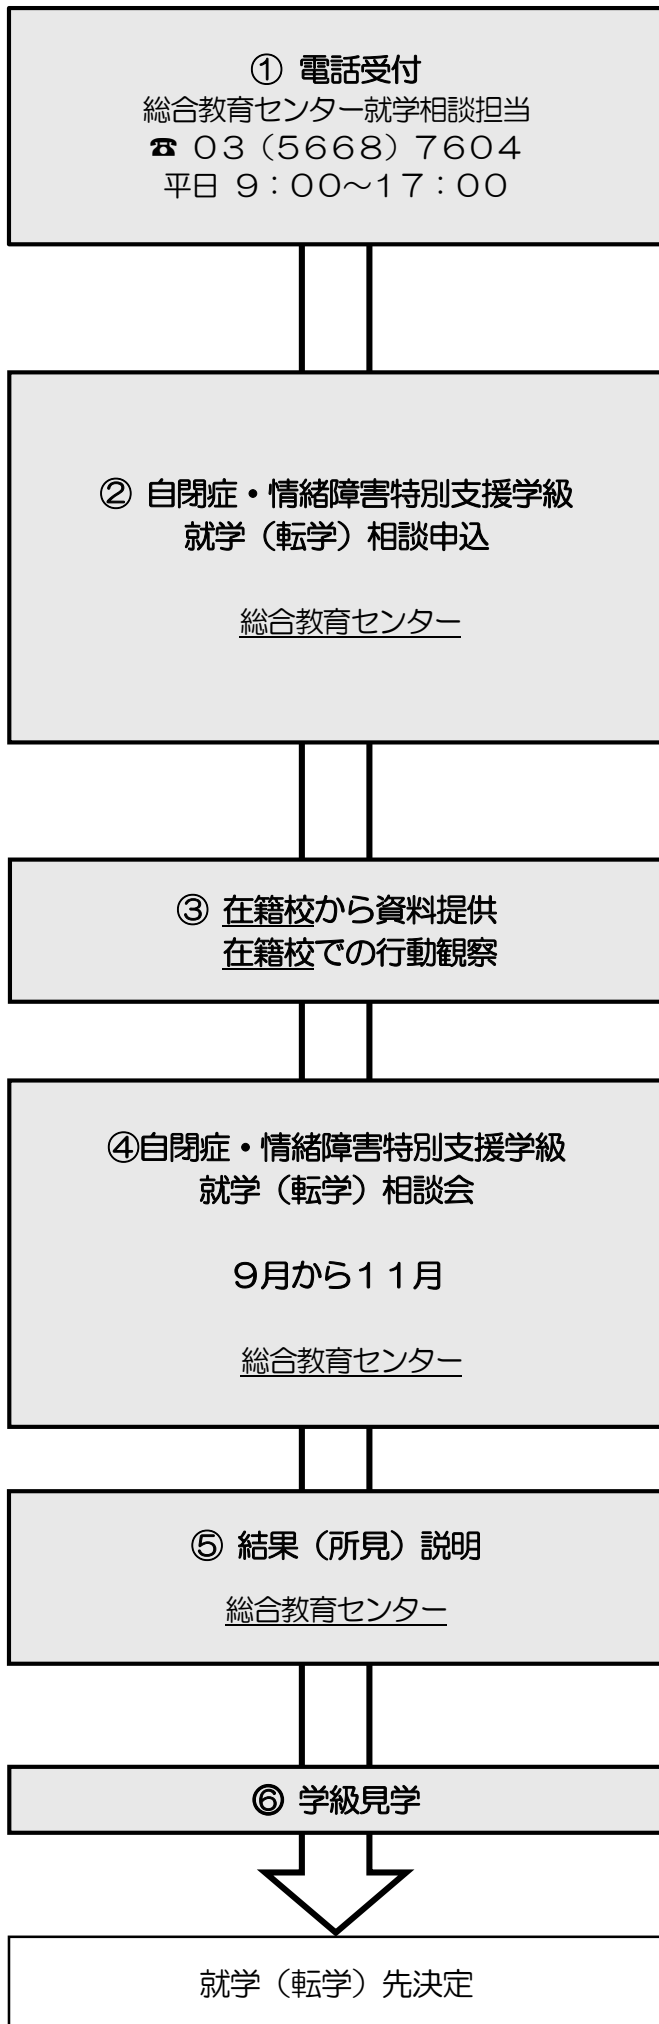 ① 電話受付
総合教育センター就学相談担当
☎ ０３（５６６８）７６０４
平日 ９：００～１７：００
② 自閉症・情緒障害特別支援学級
就学（転学）相談申込
総合教育センター
③ 在籍校から資料提供
在籍校での行動観察
④自閉症・情緒障害特別支援学級
就学（転学）相談会
９月から１１月
総合教育センター
⑤ 結果（所見）説明
総合教育センター
⑥ 学級見学
就学（転学）先決定